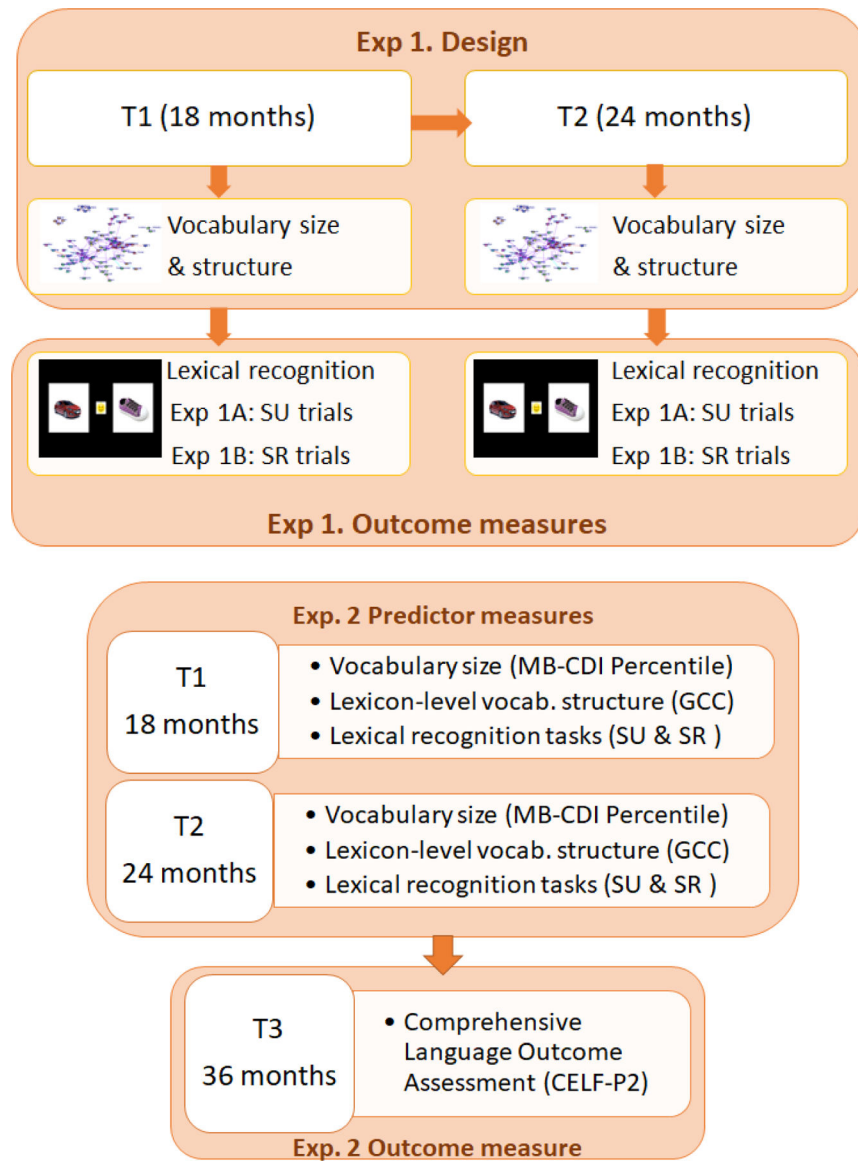 Exp 1. Design
T1 (18 months)
T2 (24 months)
Vocabulary size
& structure
Vocabulary size
& structure
Lexical recognition
Exp 1A: SU trials
Exp 1B: SR trials
Lexical recognition
Exp 1A: SU trials
Exp 1B: SR trials
Exp 1. Outcome measures
Exp. 2 Predictor measures
T1
18 months
• Vocabulary size (MB-CDI Percentile)
• Lexicon-level vocab. structure (GCC)
• Lexical recognition tasks (SU & SR )
T2
24 months
• Vocabulary size (MB-CDI Percentile)
• Lexicon-level vocab. structure (GCC)
• Lexical recognition tasks (SU & SR )
T3
36 months
• Comprehensive
Language Outcome
Assessment (CELF-P2)
Exp. 2 Outcome measure